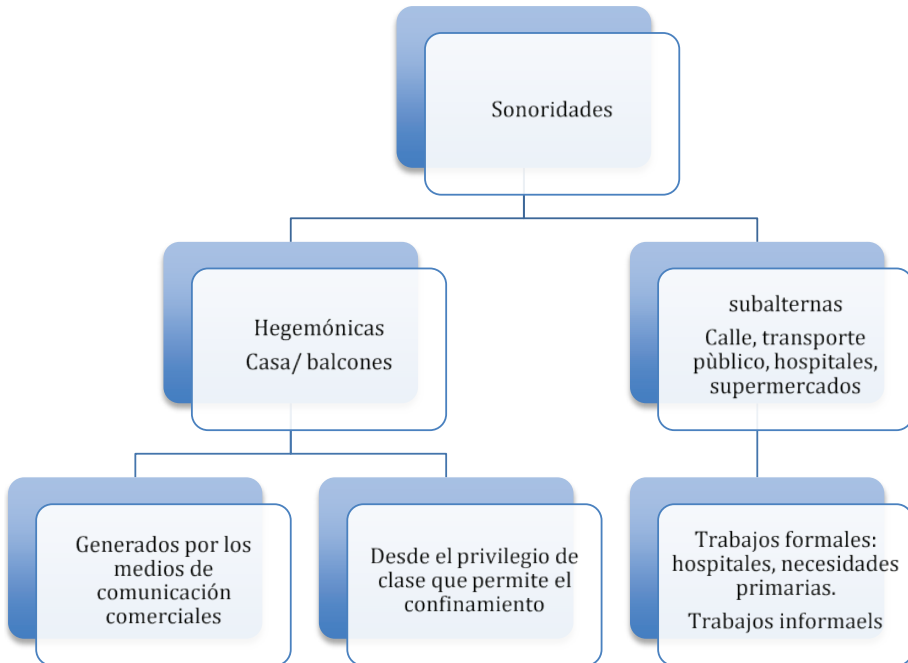 Sonoridades
Hegemónicas
Casa/ balcones
subalternas
Calle, transporte
pùblico, hospitales,
supermercados
Generados por los
medios de
comunicación
comerciales
Desde el privilegio de
clase que permite el
confinamiento
Trabajos formales:
hospitales, necesidades
primarias.
Trabajos informaels